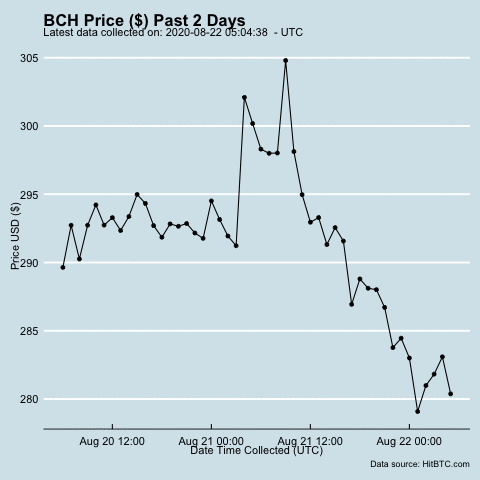 BCH Price ($) Past 2 Days
Latest data collected on: 2020-08-22 05:04:38 - UTC
305
300
295
290
285
280
Price USD ($)
Aug 20 12:00 Aug 21 00:00 Aug 21 12:00 Aug 22 00:00
Date Time Collected (UTC)
Data source: HitBTC.com